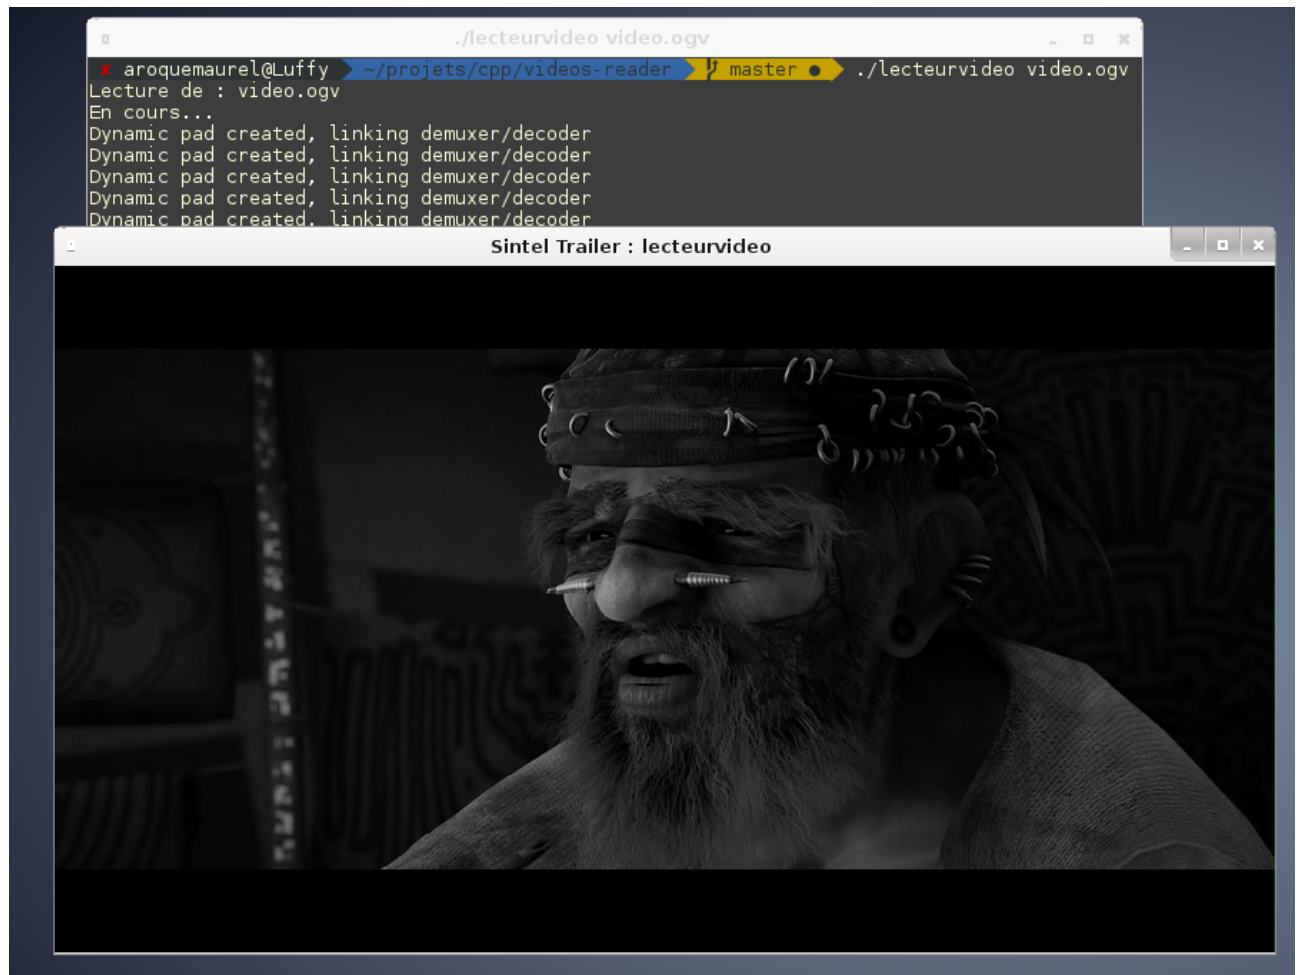 ./lecteurvideo video.ogv
✘ aroquemaurel@Luffy ~/projets/cpp/videos-reader master ● ./lecteurvideo video.ogv
Lecture de : video.ogv
En cours...
Dynamic pad created, linking demuxer/decoder
Dynamic pad created, linking demuxer/decoder
Dynamic pad created, linking demuxer/decoder
Dynamic pad created, linking demuxer/decoder
Dynamic pad created, linking demuxer/decoder
Sintel Trailer : lecteurvideo